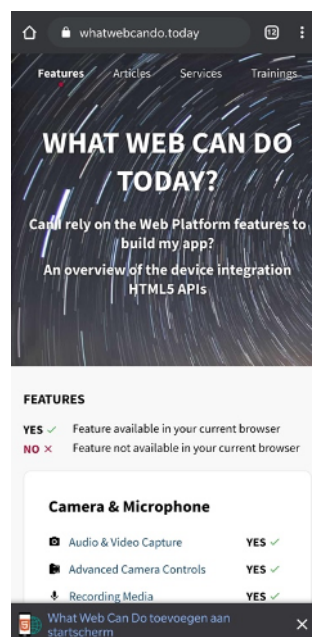 whatwebcando.today 12
Features Articles Services Trainings
WHAT WEB CAN DO
TODAY?
Can I rely on the Web Platform features to
build my app?
An overview of the device integration
HTML5 APIs
FEATURES
YES ✓ Feature available in your current browser
NO × Feature not available in your current browser
Camera & Microphone
Audio & Video Capture YES ✓
Advanced Camera Controls YES ✓
Recording Media YES ✓
What Web Can Do toevoegen aan
startscherm